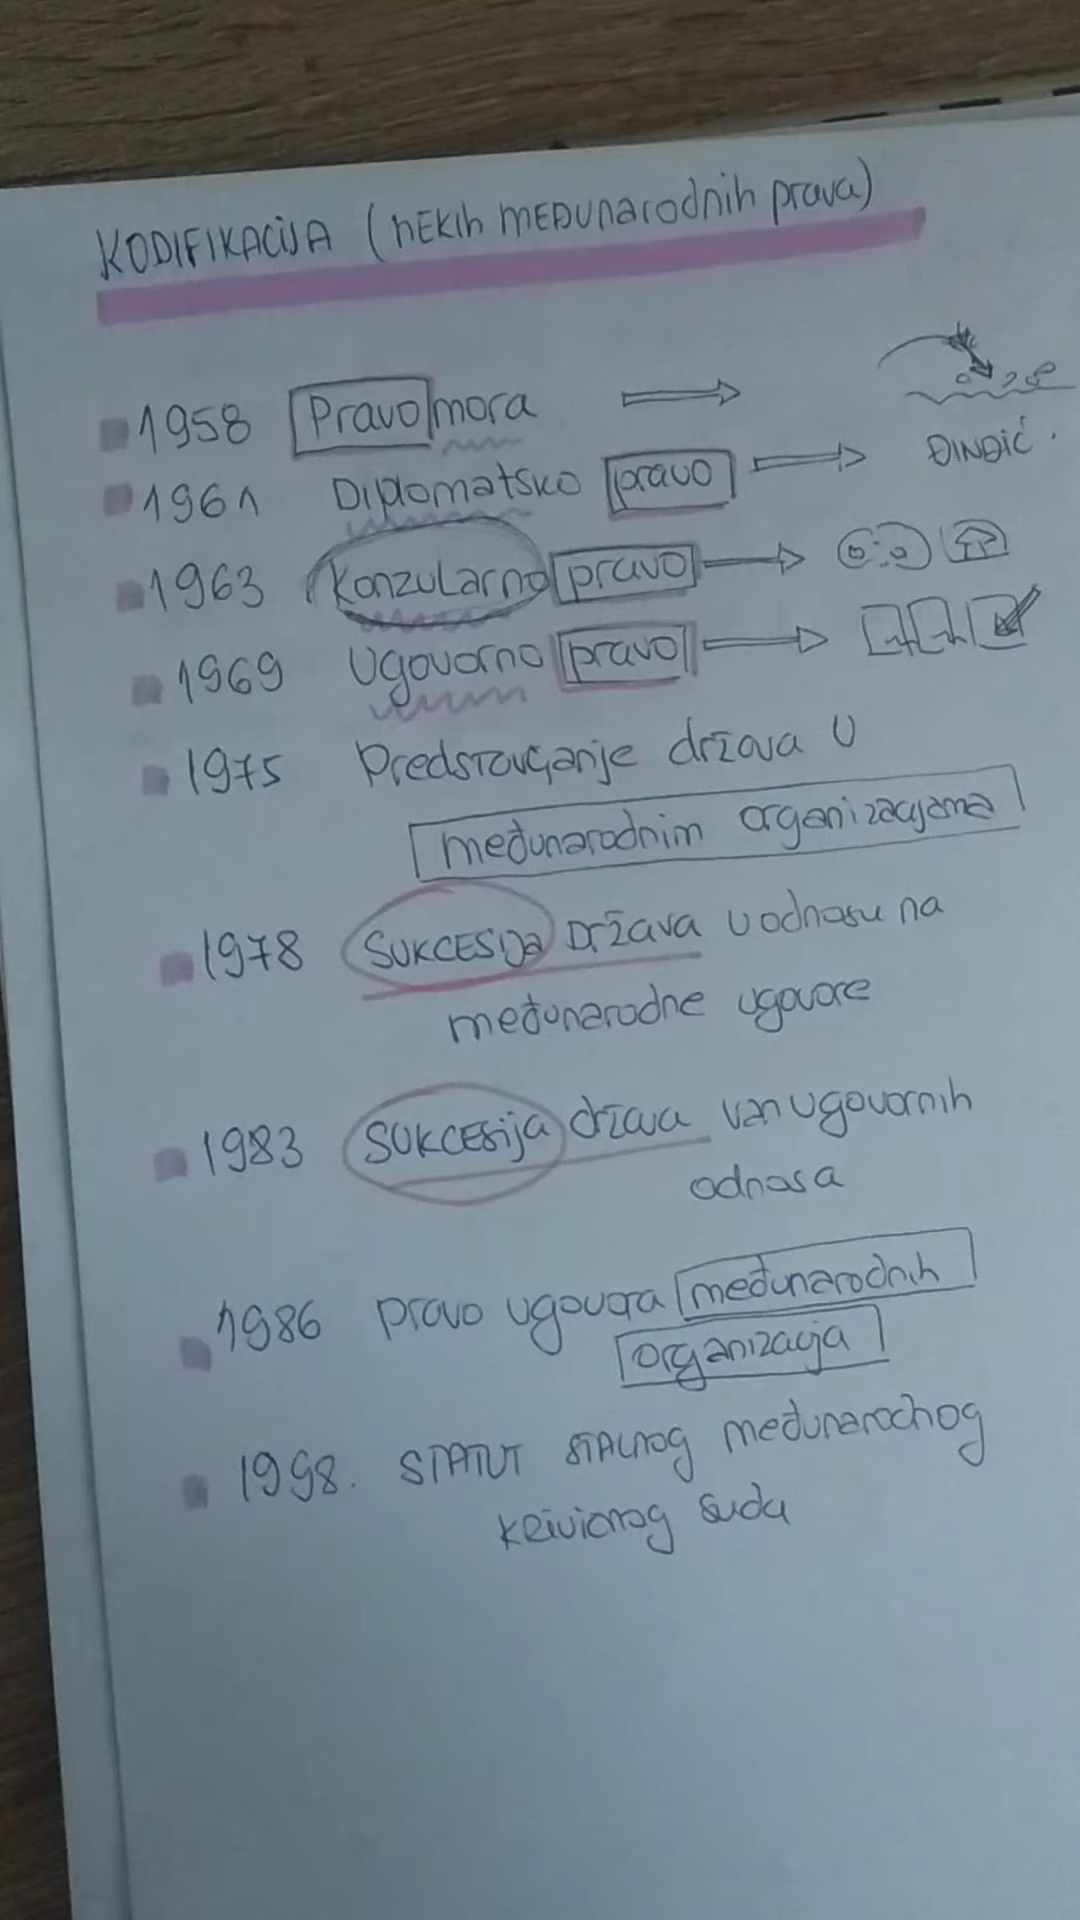 KODIFIKACIJA (nEKIh MEĐUnarodnih prava)
1958 Pravo mora
1961 Diplomatsko pravo ĐINĐIĆ.
1963 Konzularno pravo
1969 Ugovorno pravo
1975 Predstavljanje država u
međunarodnim organizacijama
1978 SUKCESIJA Država u odnosu na
međunarodne ugovore
1983 SUKCESija država van ugovornih
odnosa
1986 pravo ugovora međunarodnih
organizacija
1998. STATUT STALnog međunarodnog
krivičnog suda